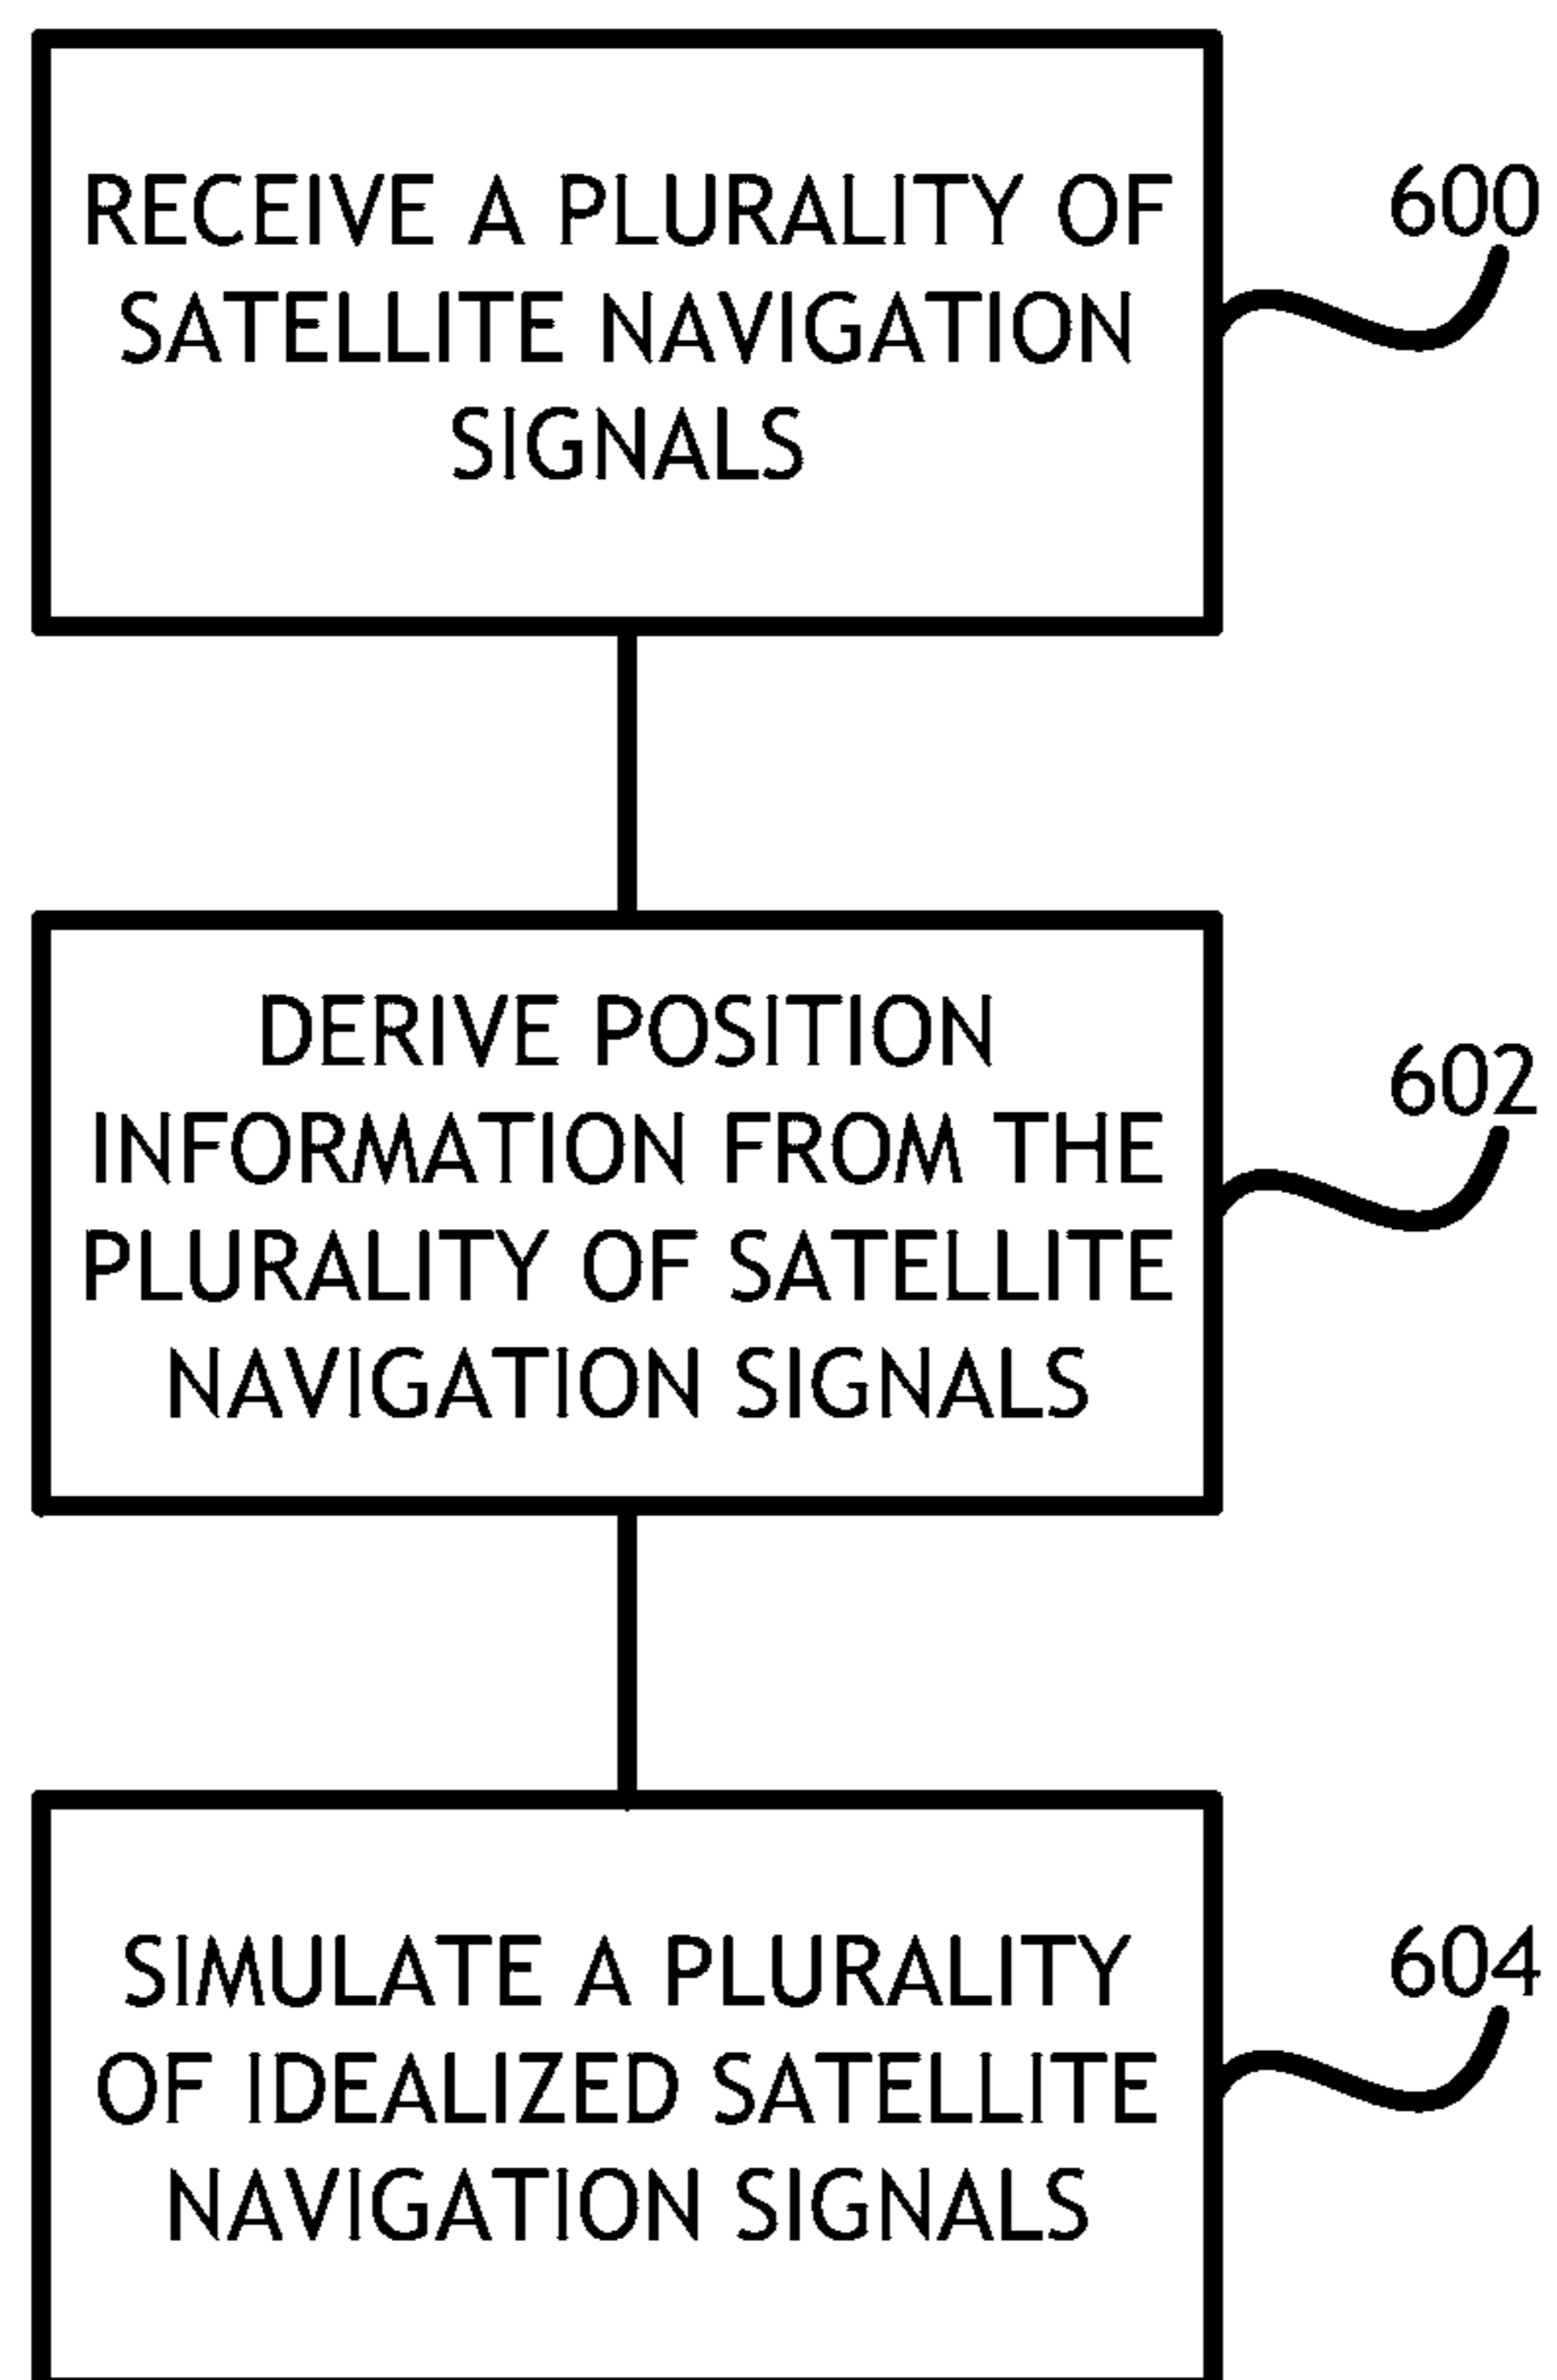 RECEIVE A PLURALITY OF
SATELLITE NAVIGATION
SIGNALS
600
DERIVE POSITION
INFORMATION FROM THE
PLURALITY OF SATELLITE
NAVIGATION SIGNALS
602
SIMULATE A PLURALITY
OF IDEALIZED SATELLITE
NAVIGATION SIGNALS
604